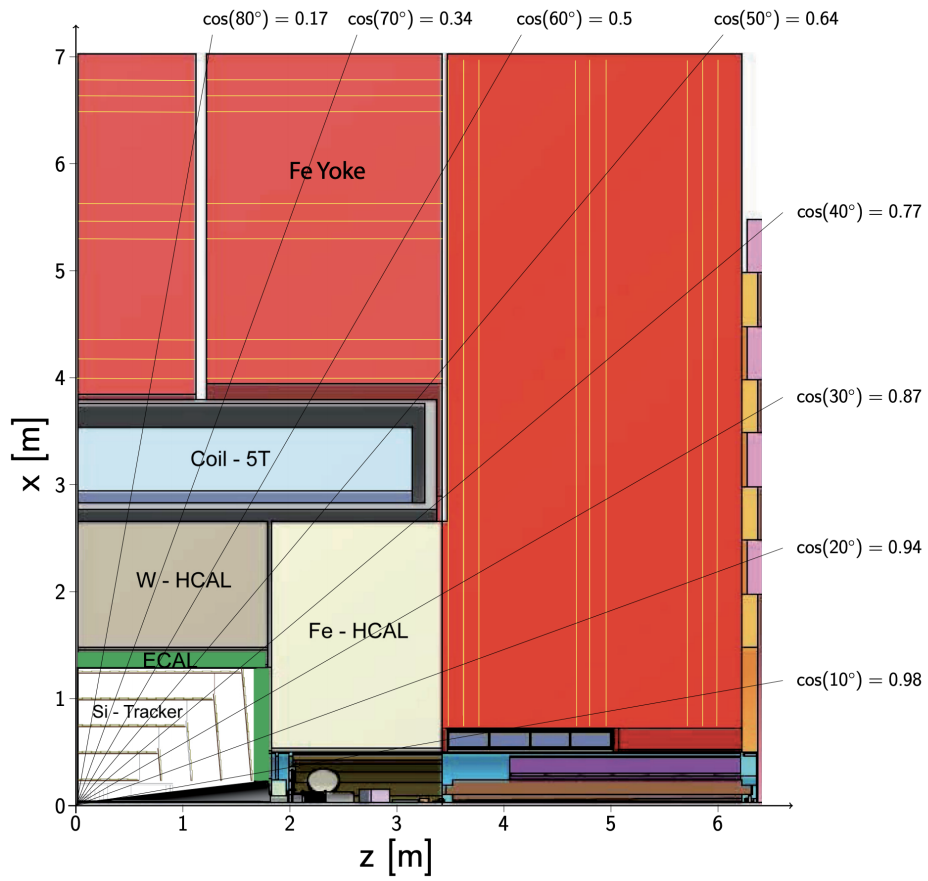 cos(80°) = 0.17
cos(70°) = 0.34
cos(60°) = 0.5
cos(50°) = 0.64
7
6
Fe Yoke
cos(40°) = 0.77
5
4
cos(30°) = 0.87
x [m]
Coil - 5T
3
cos(20°) = 0.94
W - HCAL
2
Fe - HCAL
ECAL
cos(10°) = 0.98
1
Si - Tracker
0
0
1
2
3
4
5
6
z [m]